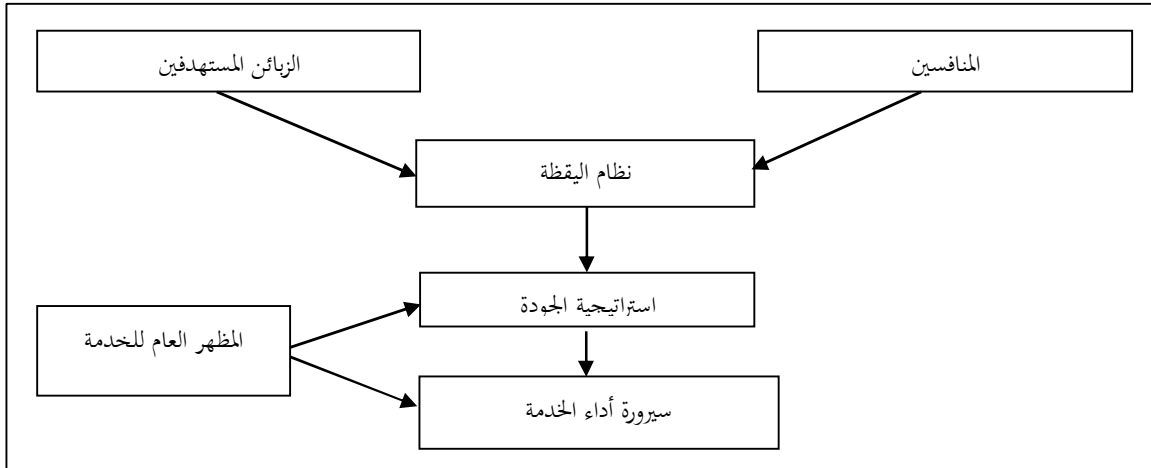 المنافسين
الزبائن المستهدفين
نظام اليقظة
استراتيجية الجودة
المظهر العام للخدمة
سيرورة أداء الخدمة